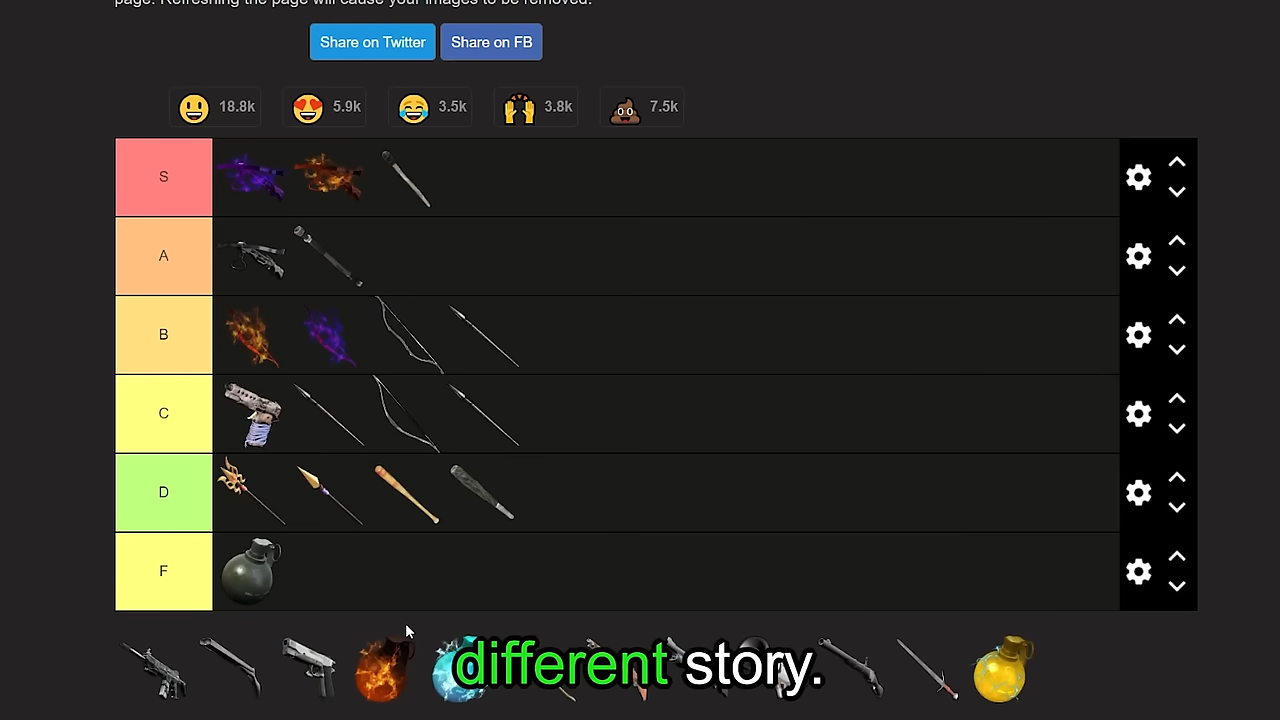 page. Refreshing the page will cause your images to be removed.
Share on Twitter Share on FB
18.8k 5.9k 3.5k 3.8k 7.5k
S
A
B
C
D
F
different story.